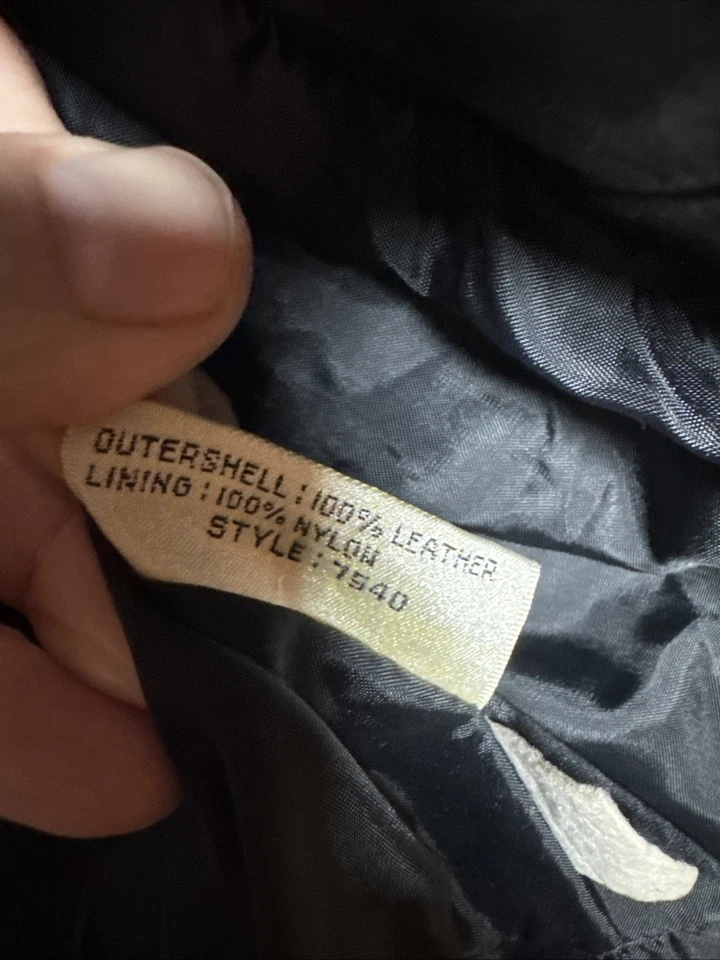 OUTERSHELL : 100% LEATHER
LINING : 100% NYLON
STYLE : 7540